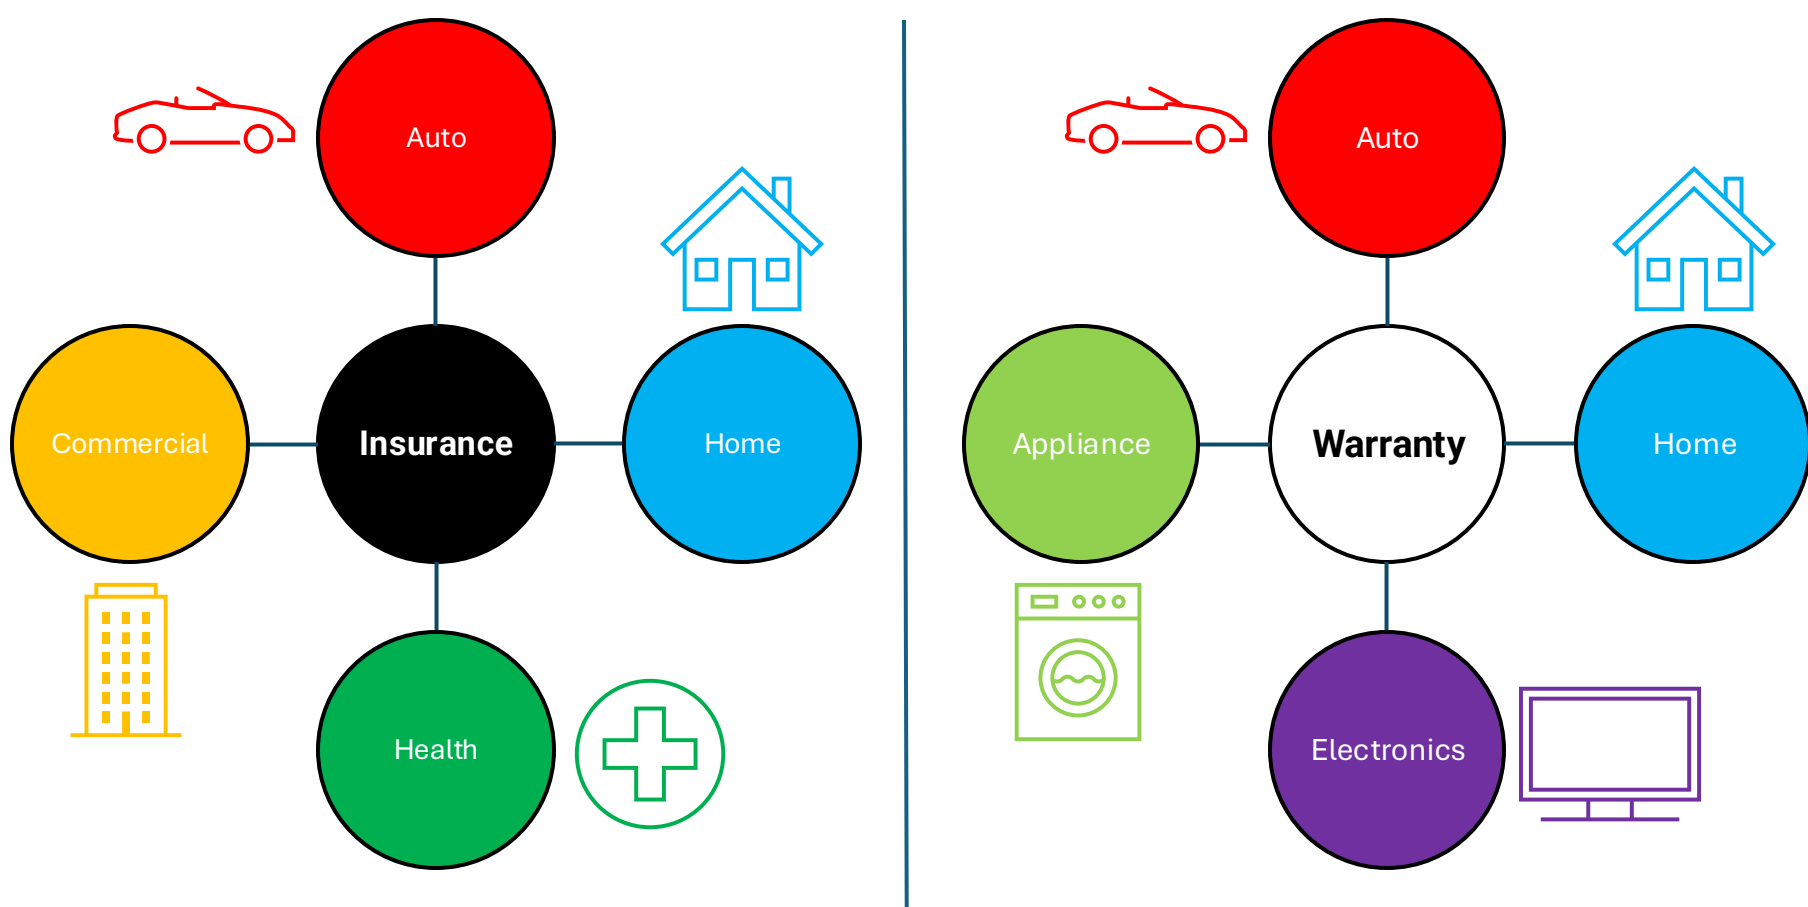 Auto
Commercial
Insurance
Home
Health
Auto
Appliance
Warranty
Home
Electronics